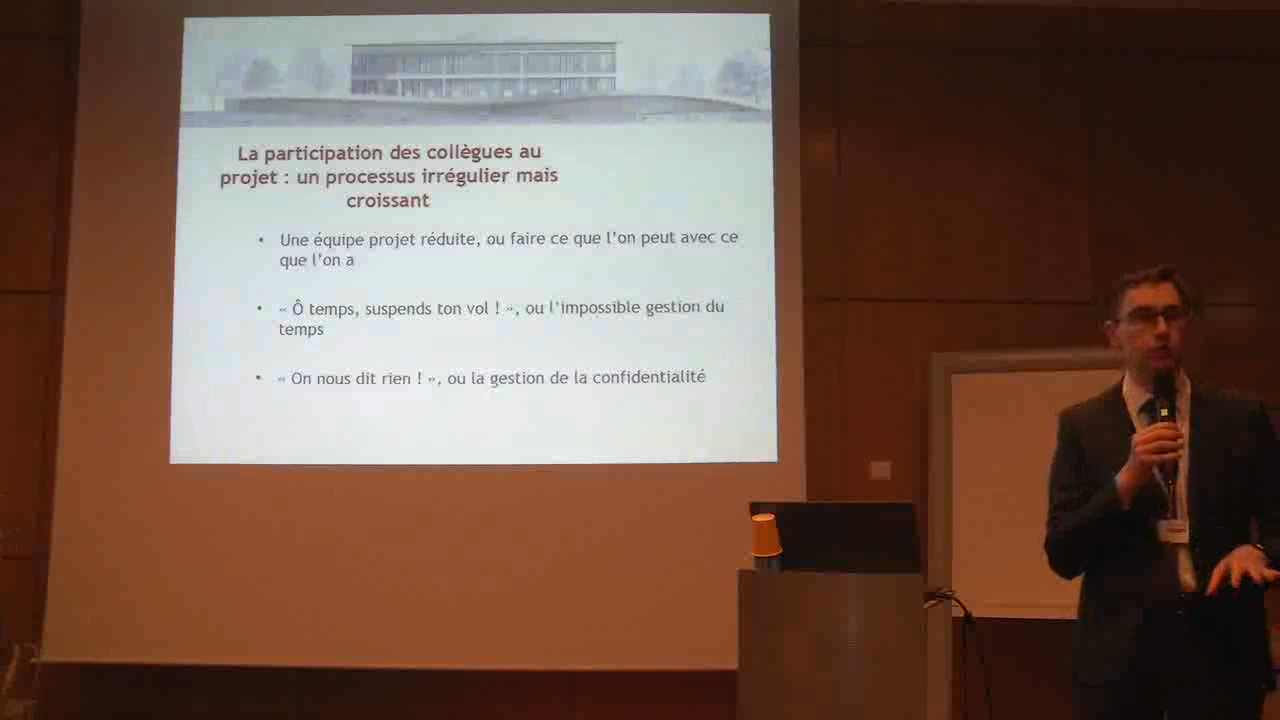 La participation des collègues au
projet : un processus irrégulier mais
croissant
• Une équipe projet réduite, ou faire ce que l'on peut avec ce
que l'on a
• « Ô temps, suspends ton vol ! », ou l'impossible gestion du
temps
• « On nous dit rien ! », ou la gestion de la confidentialité